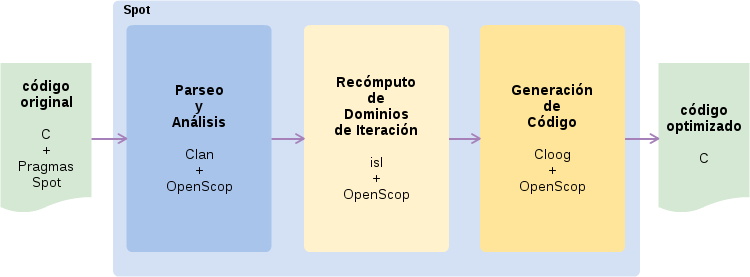 Spot
código
original
C
+
Pragmas
Spot
Parseo
y
Análisis
Clan
+
OpenScop
Recómputo
de
Dominios
de Iteración
isl
+
OpenScop
Generación
de
Código
Cloog
+
OpenScop
código
optimizado
C